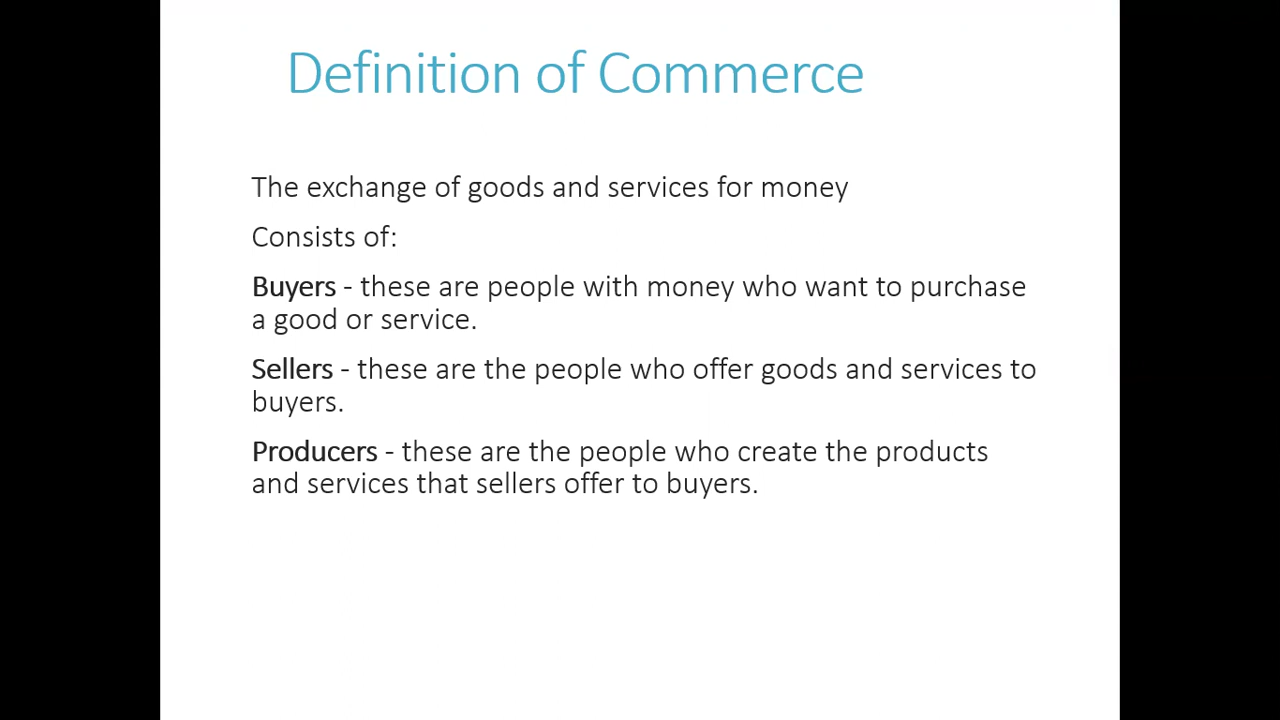 Definition of Commerce
The exchange of goods and services for money
Consists of:
Buyers - these are people with money who want to purchase
a good or service.
Sellers - these are the people who offer goods and services to
buyers.
Producers - these are the people who create the products
and services that sellers offer to buyers.